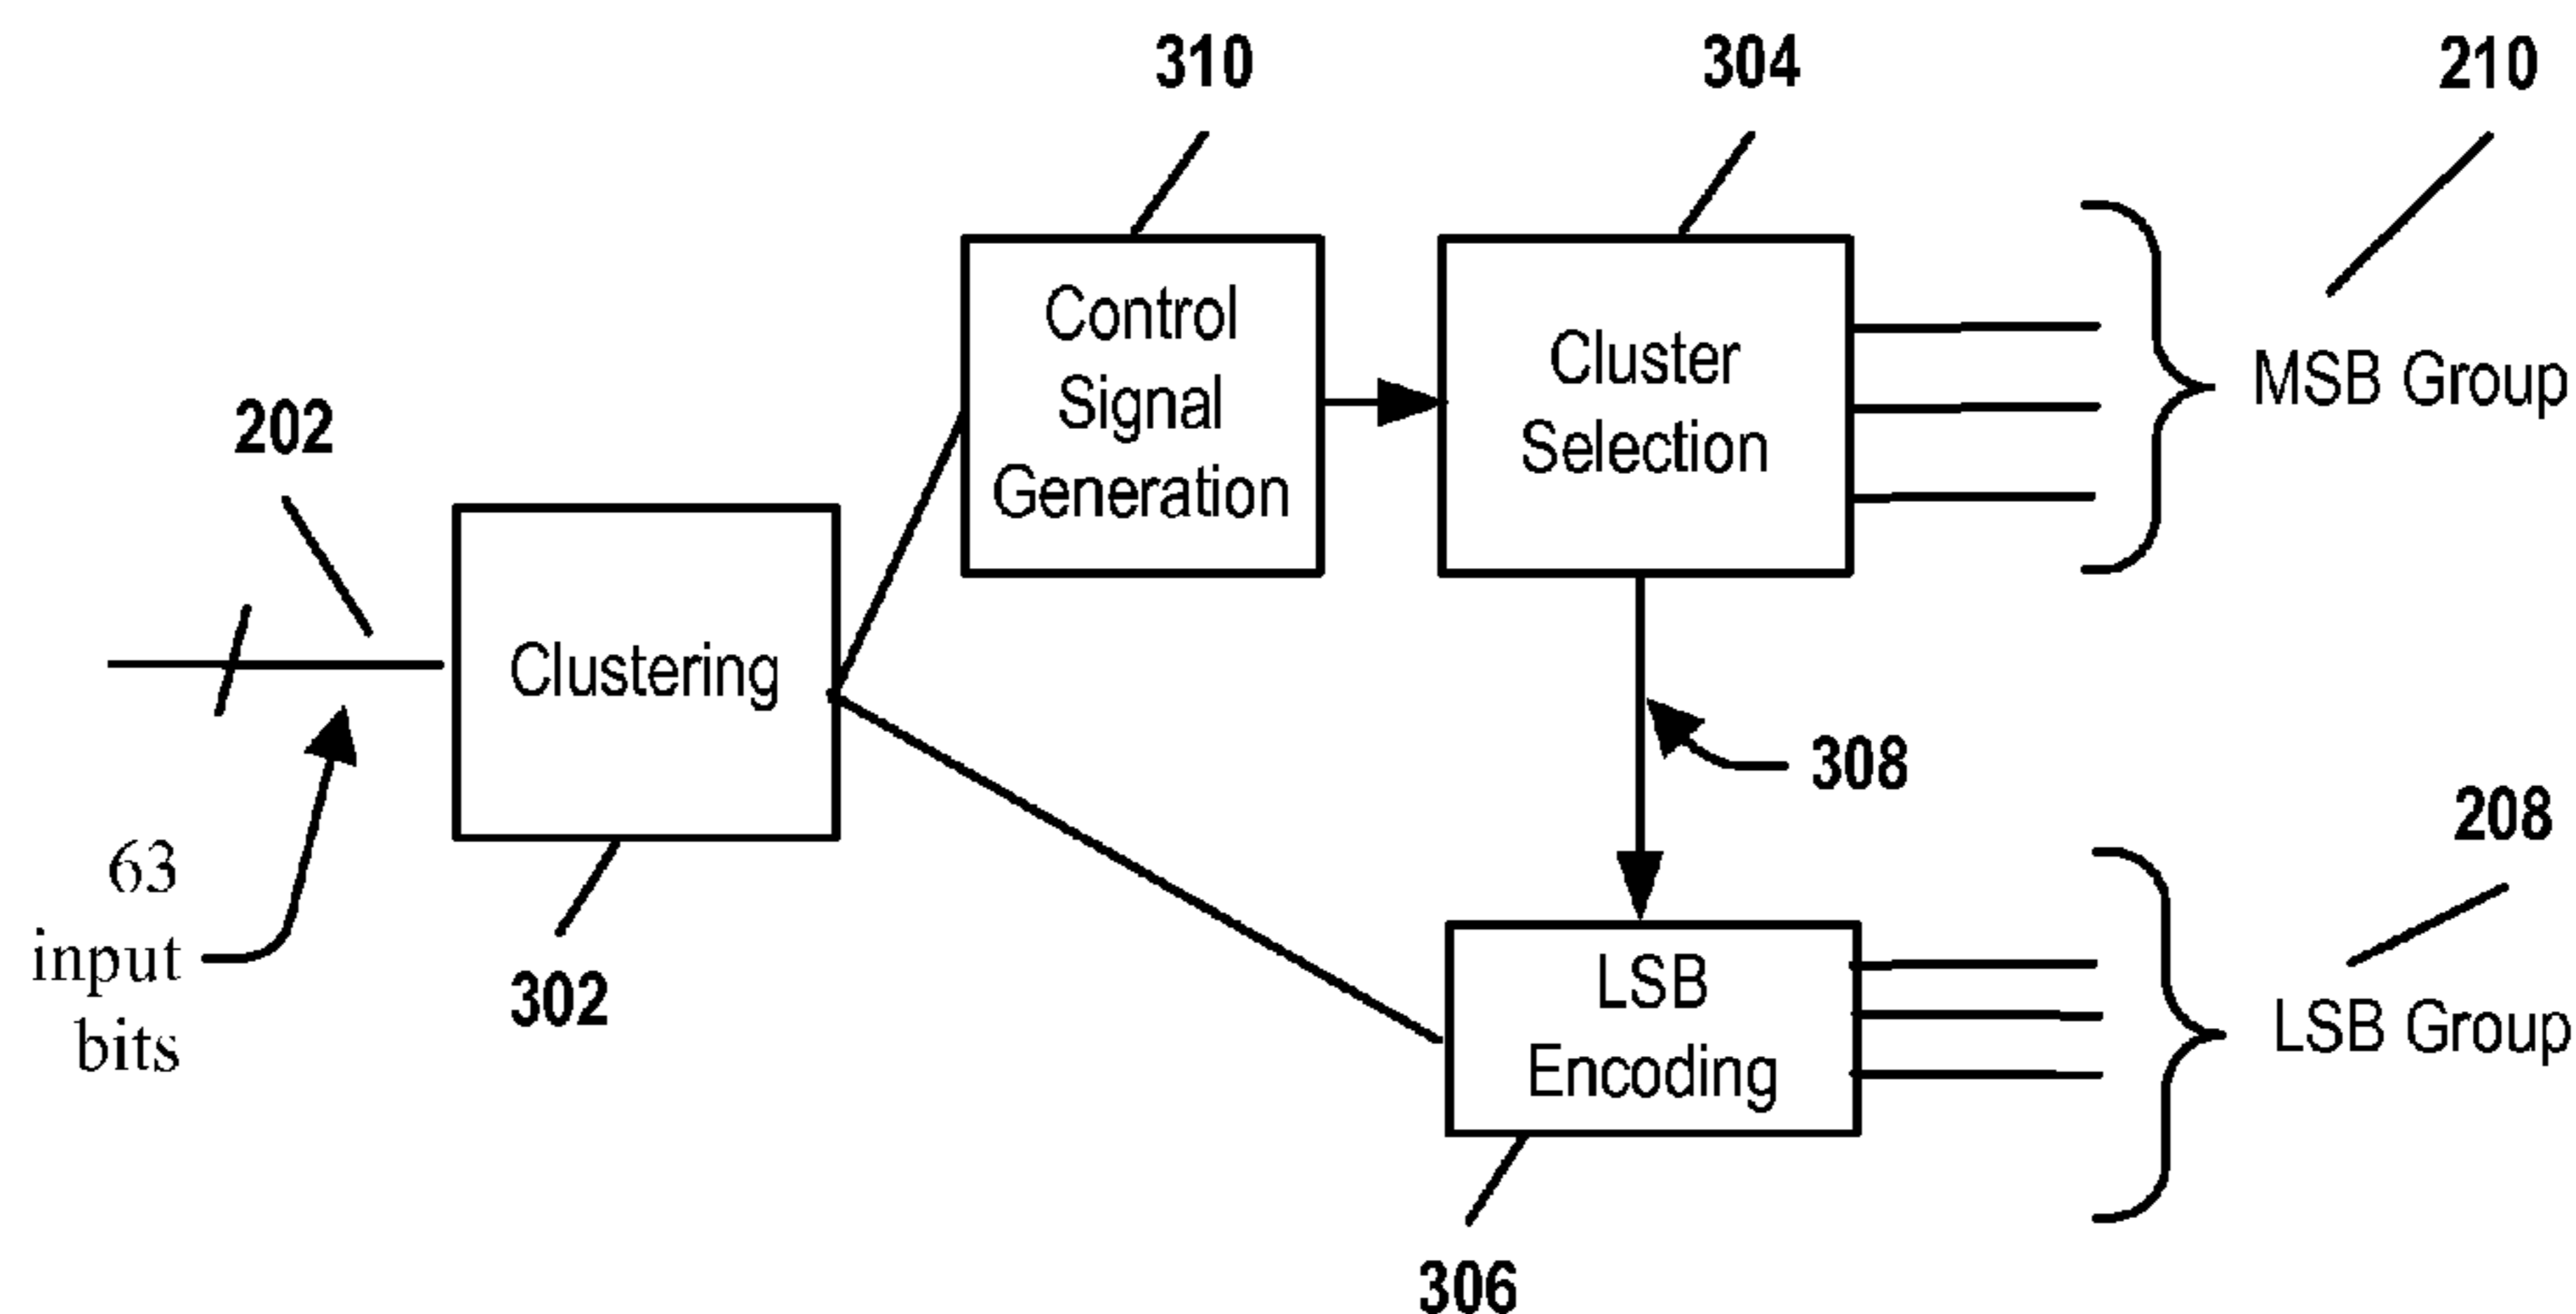 310
304
210
Control
Signal
Generation
Cluster
Selection
MSB Group
202
Clustering
308
63
input
bits
302
208
LSB
Encoding
LSB Group
306